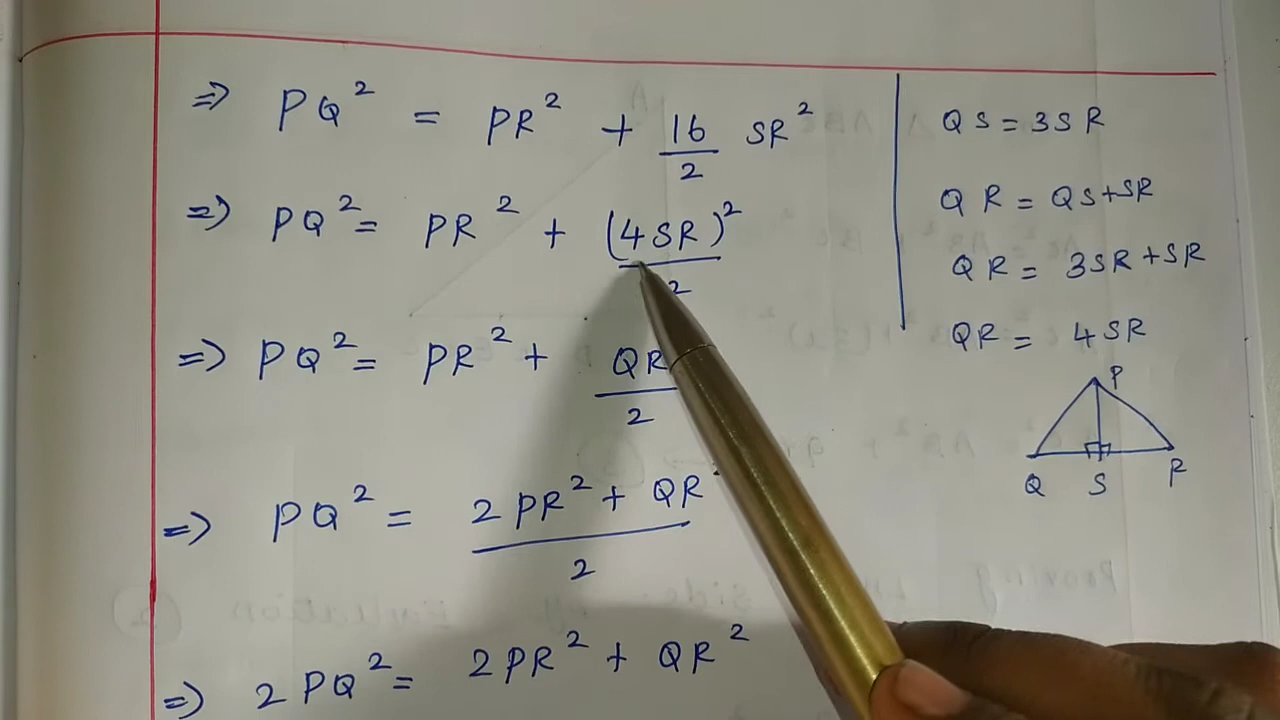 ⇒ PQ² = PR² + 16/2 SR²
⇒ PQ² = PR² + (4SR)²/2
⇒ PQ² = PR² + QR/2
⇒ PQ² = 2PR² + QR/2
⇒ 2PQ² = 2PR² + QR²
QS = 3SR
QR = QS+SR
QR = 3SR+SR
QR = 4SR
P
Q S R